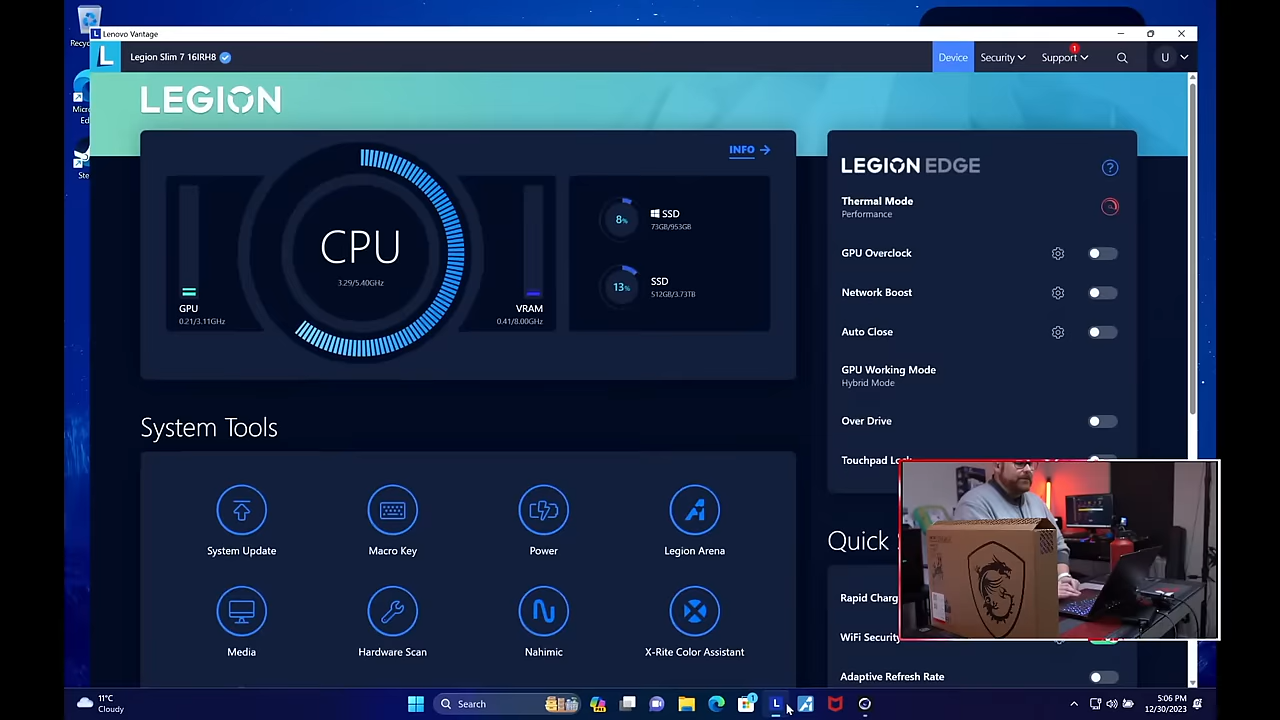 Lenovo Vantage
Legion Slim 7 16IRH8
Device
Security
Support
1
U
LEGION
INFO
CPU
3.29/5.40GHz
GPU
0.21/3.11GHz
VRAM
0.41/8.00GHz
8%
SSD
73GB/953GB
13%
SSD
512GB/3.73TB
LEGION EDGE
Thermal Mode
Performance
GPU Overclock
Network Boost
Auto Close
GPU Working Mode
Hybrid Mode
Over Drive
Touchpad
System Tools
System Update
Macro Key
Power
Legion Arena
Media
Hardware Scan
Nahimic
X-Rite Color Assistant
Quick
Rapid Charg
WiFi Security
Adaptive Refresh Rate
11°C
Cloudy
Search
5:06 PM
12/30/2023